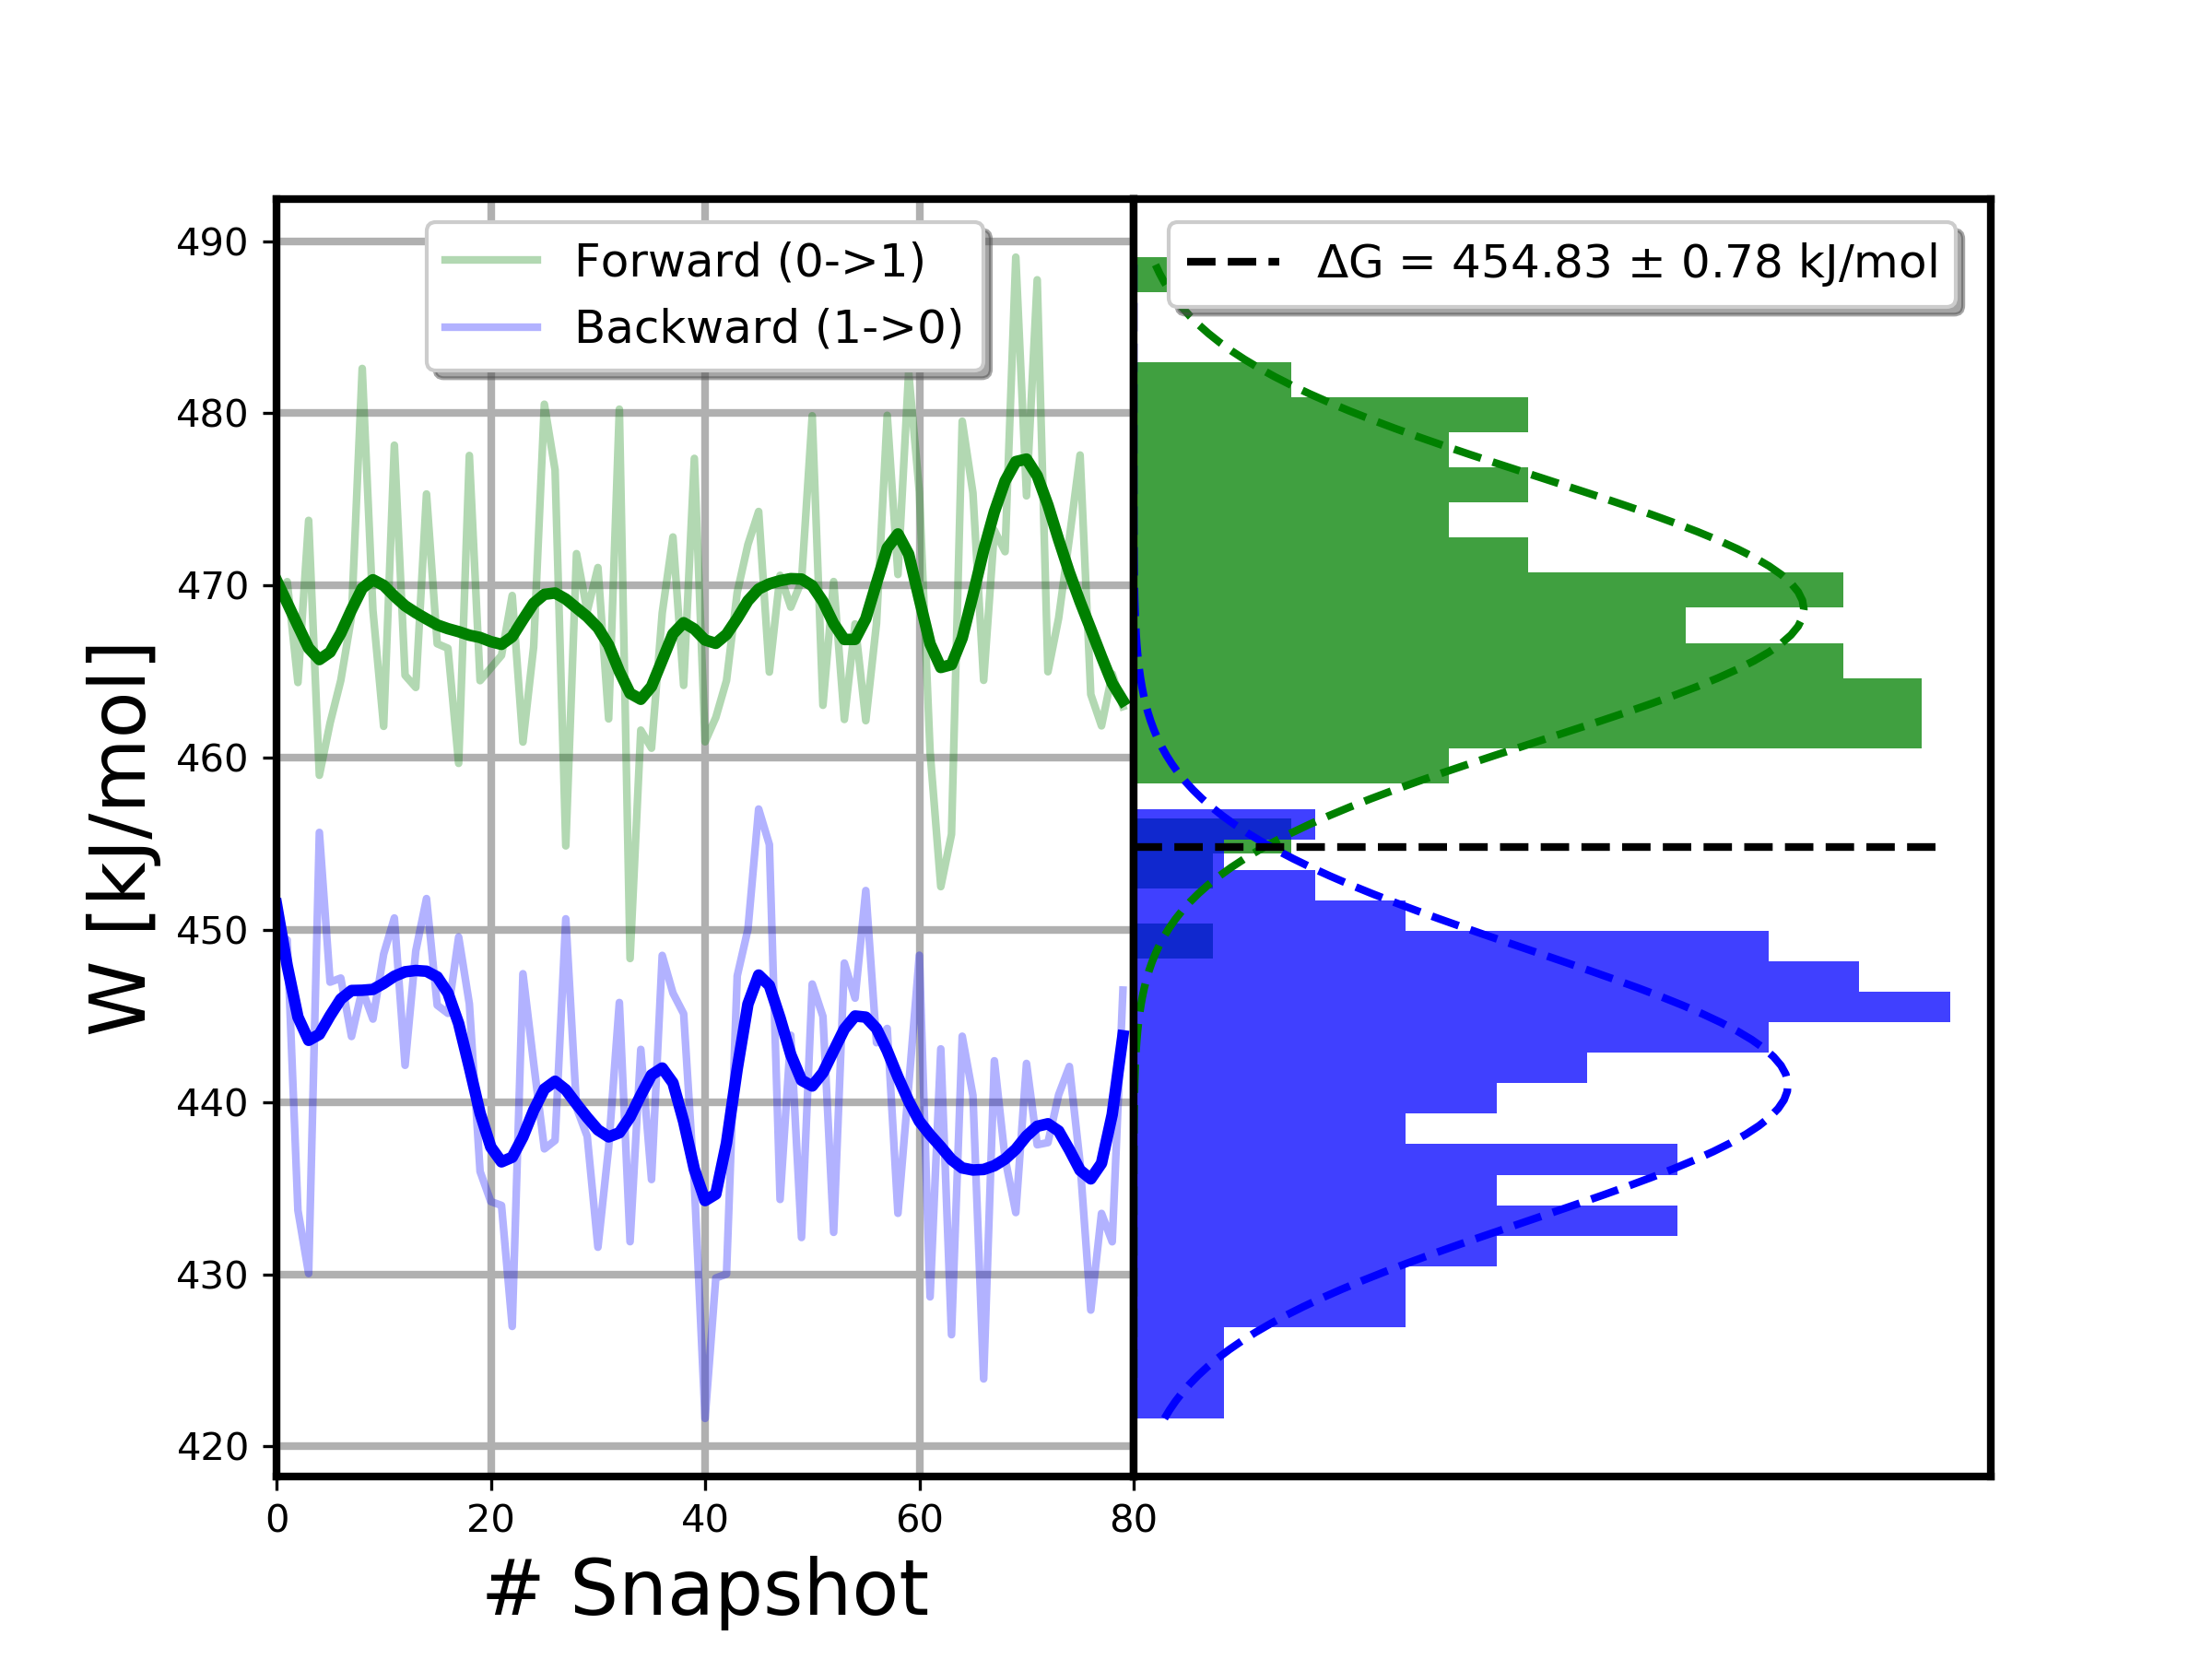 Forward (0->1)
Backward (1->0)
ΔG = 454.83 ± 0.78 kJ/mol
W [kJ/mol]
490
480
470
460
450
440
430
420
0 20 40 60 80
# Snapshot